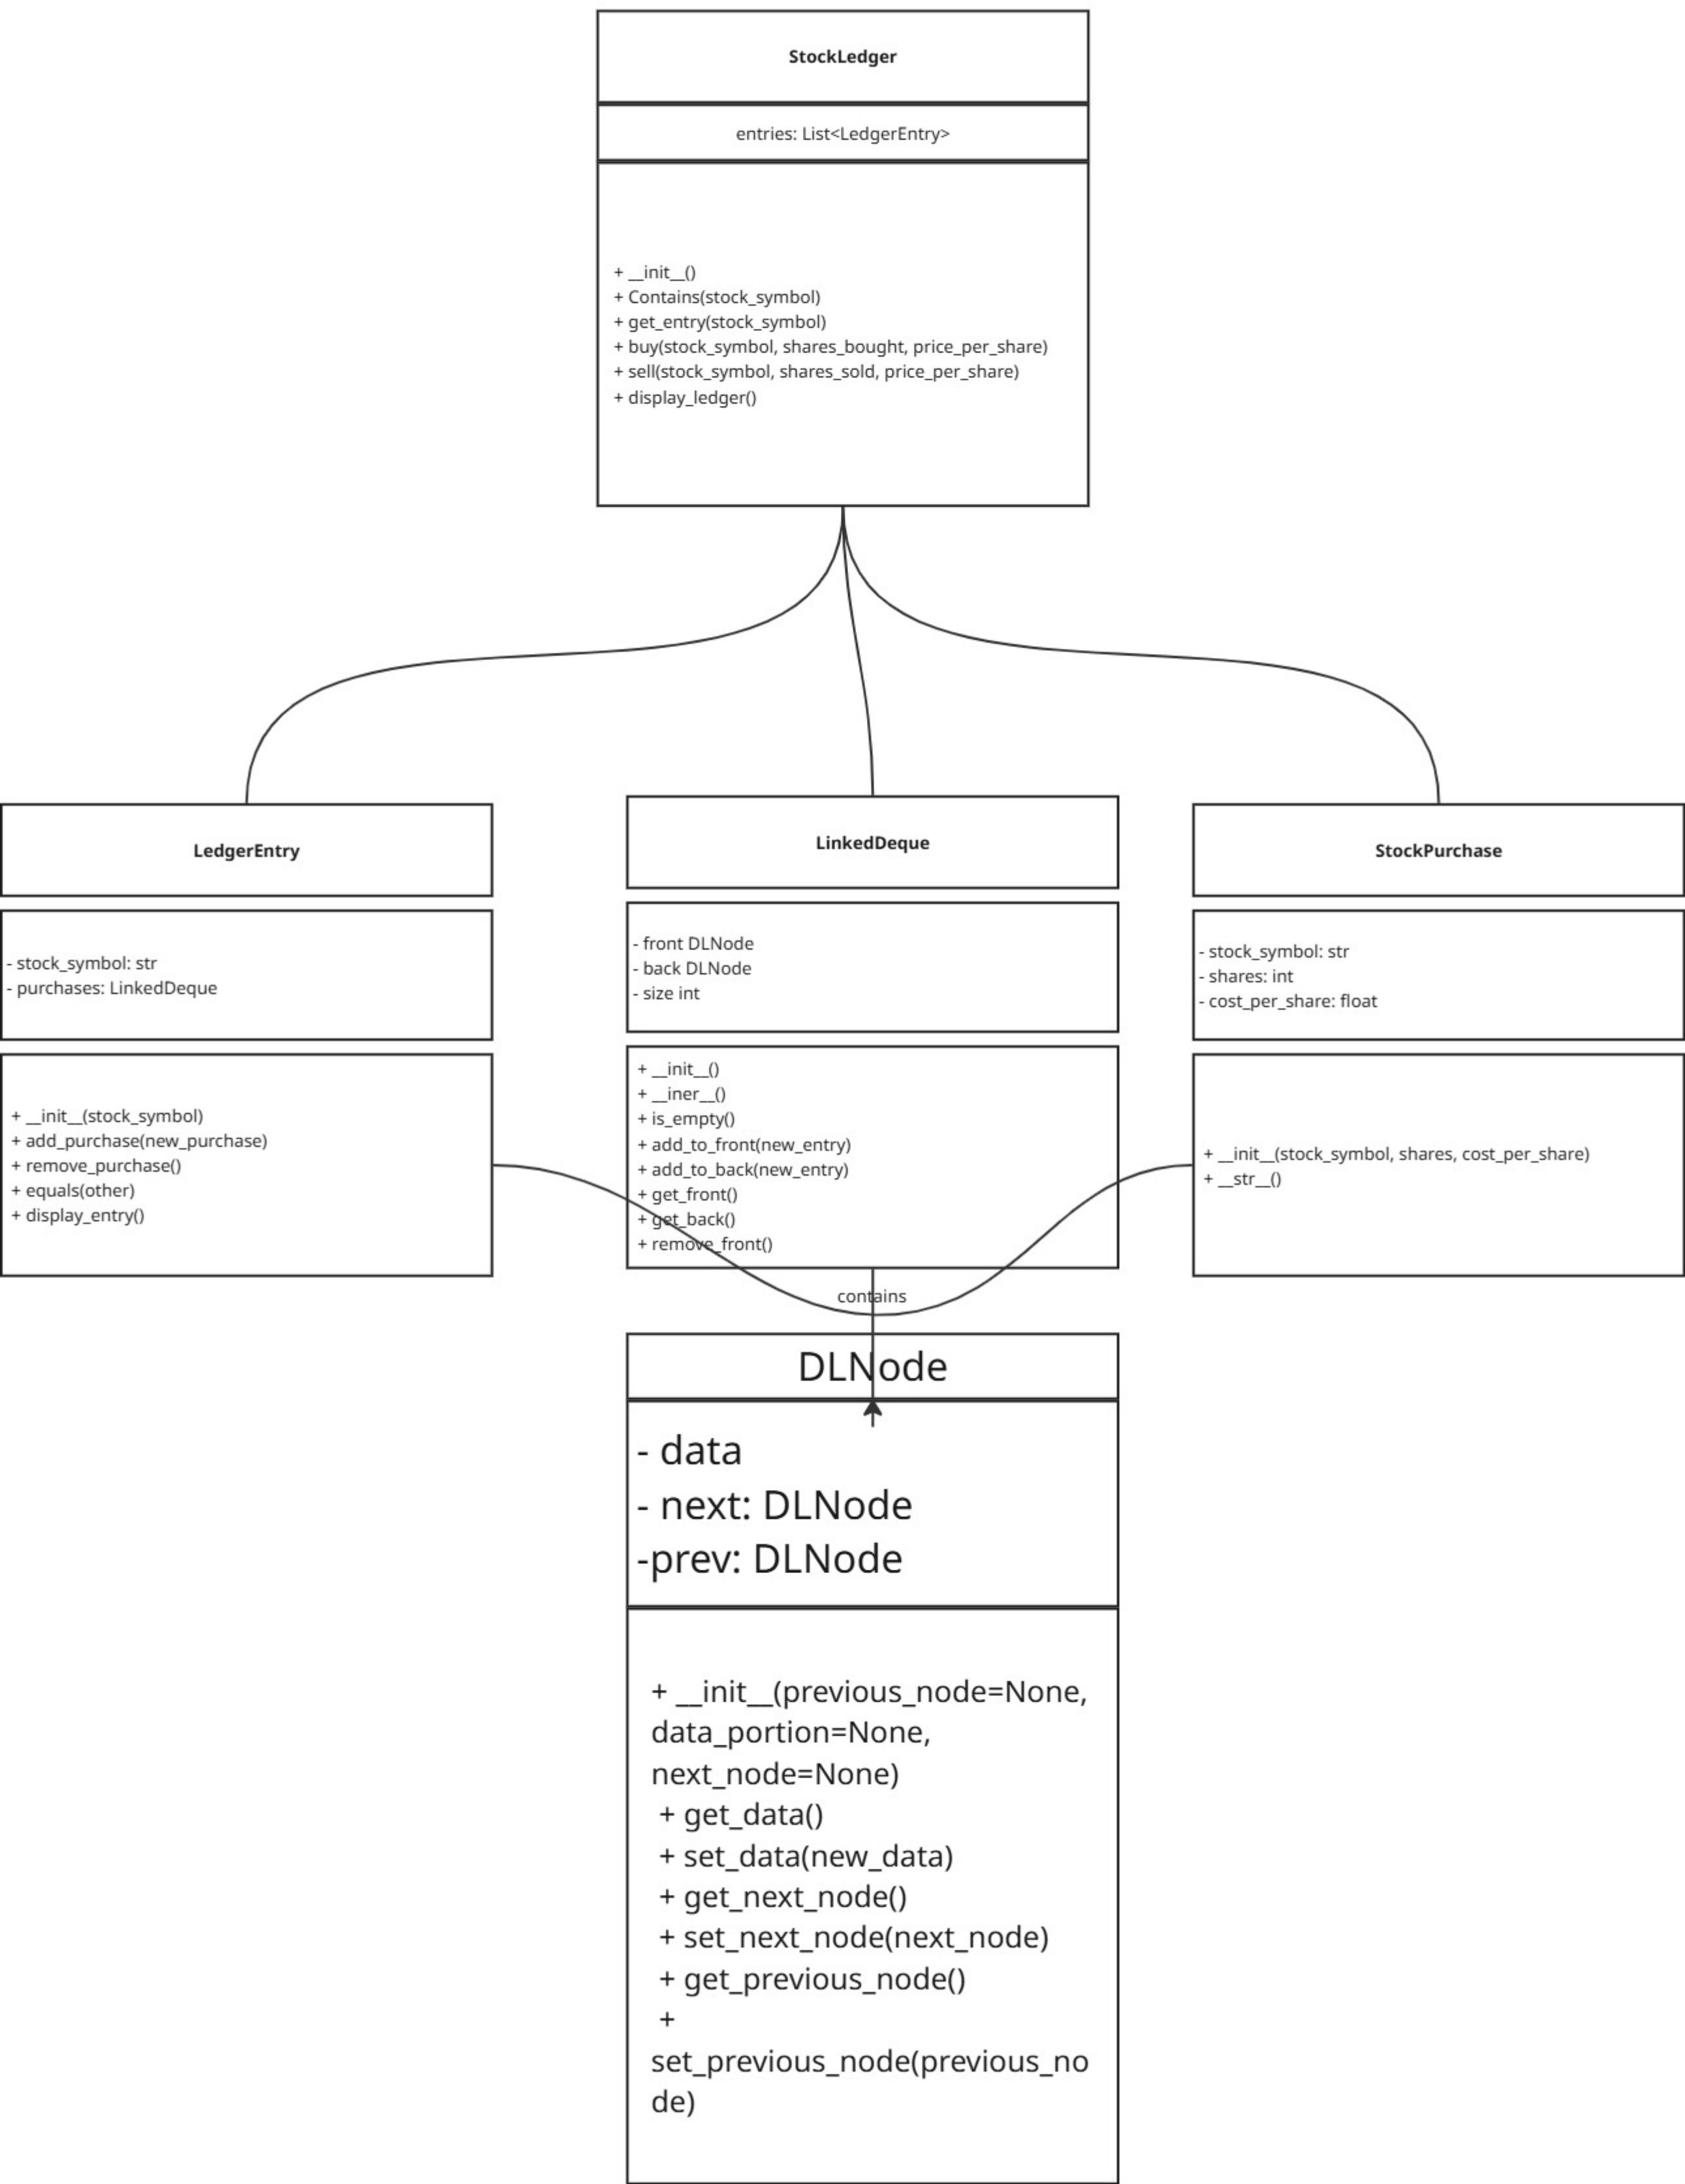 StockLedger
entries: List<LedgerEntry>
+ __init__()
+ Contains(stock_symbol)
+ get_entry(stock_symbol)
+ buy(stock_symbol, shares_bought, price_per_share)
+ sell(stock_symbol, shares_sold, price_per_share)
+ display_ledger()
LedgerEntry
- stock_symbol: str
- purchases: LinkedDeque
+ __init__(stock_symbol)
+ add_purchase(new_purchase)
+ remove_purchase()
+ equals(other)
+ display_entry()
LinkedDeque
- front DLNode
- back DLNode
- size int
+ __init__()
+ __iner__()
+ is_empty()
+ add_to_front(new_entry)
+ add_to_back(new_entry)
+ get_front()
+ get_back()
+ remove_front()
StockPurchase
- stock_symbol: str
- shares: int
- cost_per_share: float
+ __init__(stock_symbol, shares, cost_per_share)
+ __str__()
contains
DLNode
- data
- next: DLNode
-prev: DLNode
+ __init__(previous_node=None,
data_portion=None,
next_node=None)
+ get_data()
+ set_data(new_data)
+ get_next_node()
+ set_next_node(next_node)
+ get_previous_node()
+
set_previous_node(previous_no
de)